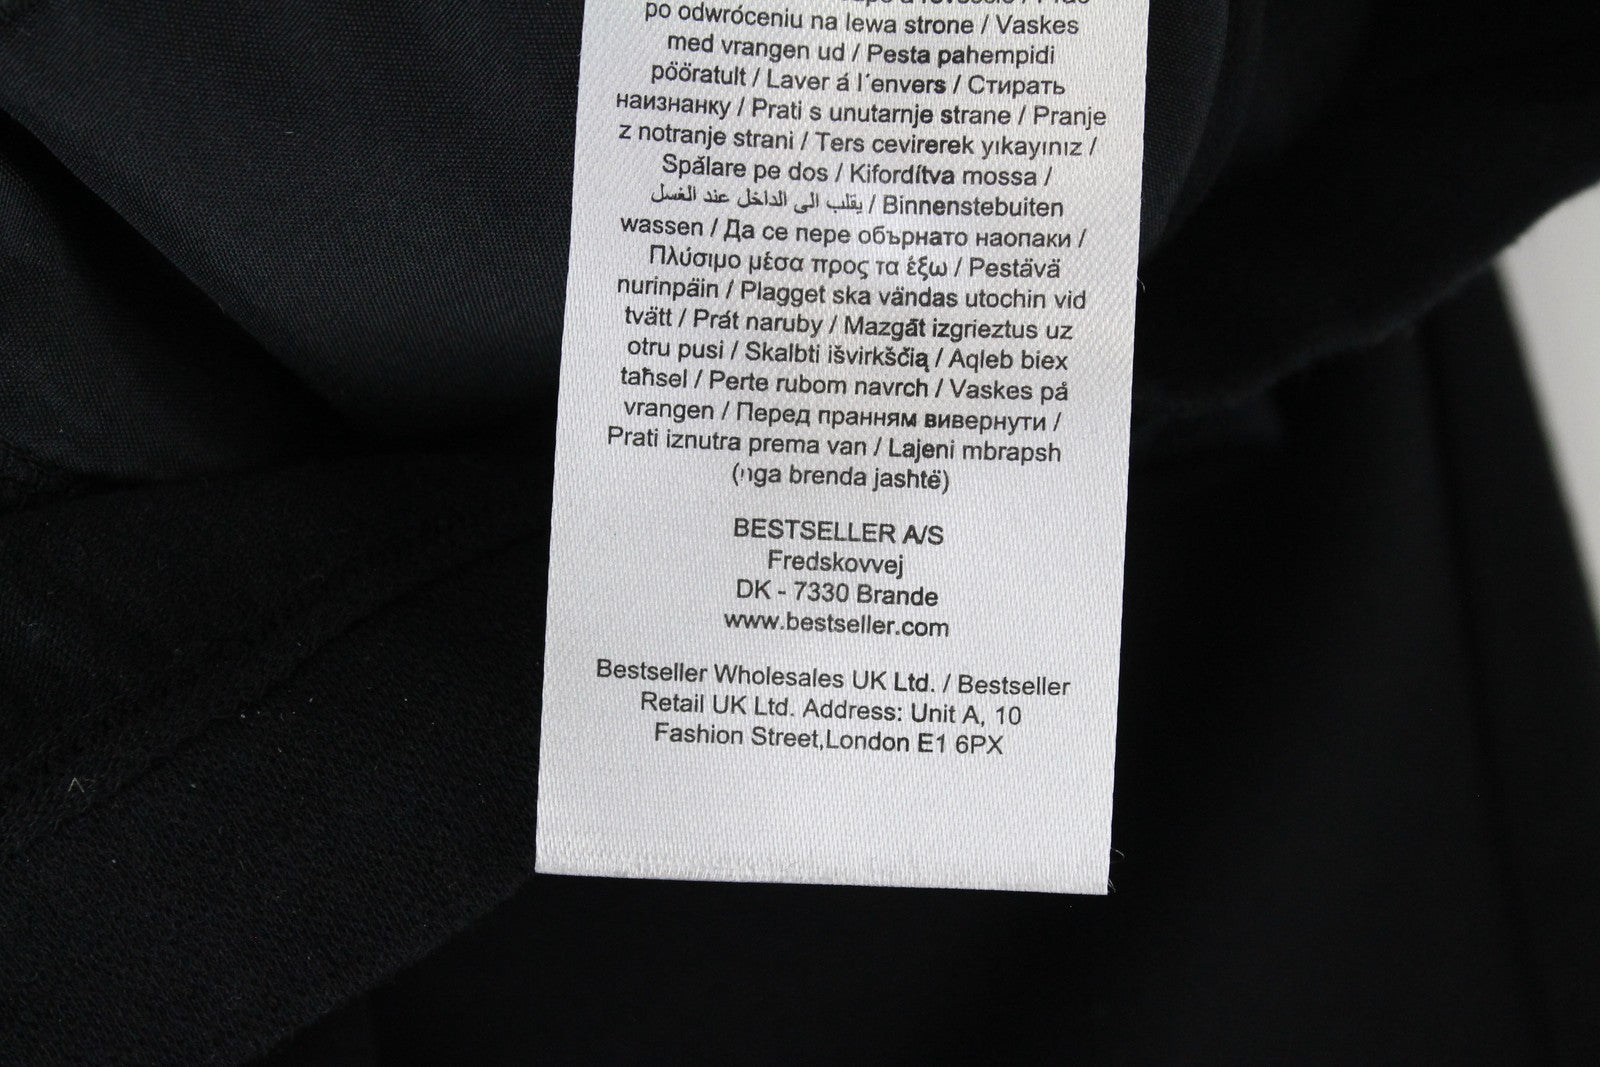 po odwróceniu na lewa strone / Vaskes
med vrangen ud / Pesta pahempidi
pööratult / Laver á l´envers / Стирать
наизнанку / Prati s unutarnje strane / Pranje
z notranje strani / Ters cevirerek yıkayınız /
Spălare pe dos / Kifordítva mossa /
يقلب الى الداخل عند الغسل / Binnenstebuiten
wassen / Да се пере обърнато наопаки /
Πλύσιμο μέσα προς τα έξω / Pestävä
nurinpäin / Plagget ska vändas utochin vid
tvätt / Prát naruby / Mazgāt izgrieztus uz
otru pusi / Skalbti išvirkščią / Aqleb biex
taħsel / Perte rubom navrch / Vaskes på
vrangen / Перед пранням вивернути /
Prati iznutra prema van / Lajeni mbrapsh
(nga brenda jashtë)
BESTSELLER A/S
Fredskovvej
DK - 7330 Brande
www.bestseller.com
Bestseller Wholesales UK Ltd. / Bestseller
Retail UK Ltd. Address: Unit A, 10
Fashion Street,London E1 6PX